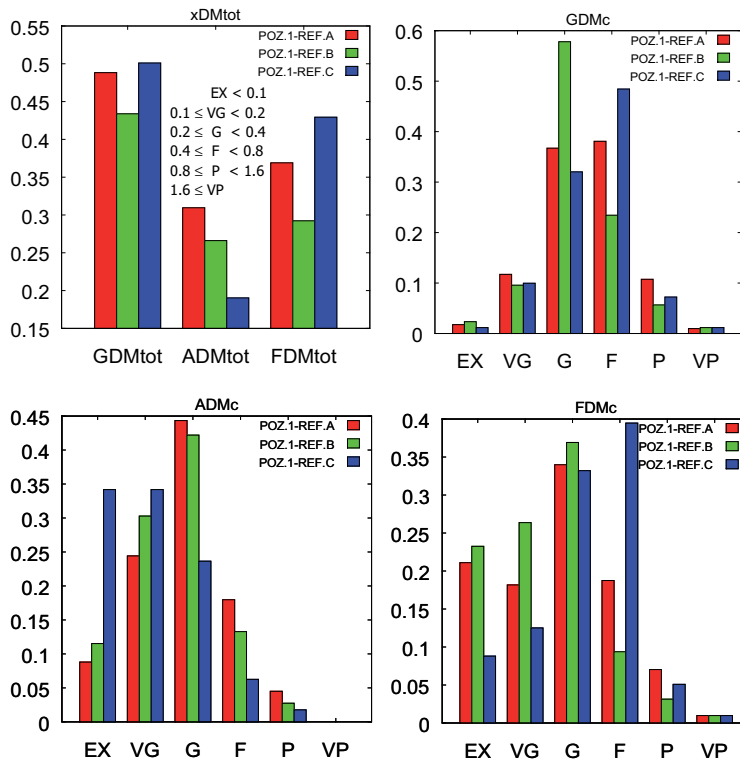 xDMtot
POZ.1-REF.A
POZ.1-REF.B
POZ.1-REF.C
EX < 0.1
0.1 ≤ VG < 0.2
0.2 ≤ G < 0.4
0.4 ≤ F < 0.8
0.8 ≤ P < 1.6
1.6 ≤ VP
0.55
0.5
0.45
0.4
0.35
0.3
0.25
0.2
0.15
GDMtot ADMtot FDMtot
GDMc
POZ.1-REF.A
POZ.1-REF.B
POZ.1-REF.C
0.6
0.5
0.4
0.3
0.2
0.1
0
EX VG G F P VP
ADMc
POZ.1-REF.A
POZ.1-REF.B
POZ.1-REF.C
0.45
0.4
0.35
0.3
0.25
0.2
0.15
0.1
0.05
0
EX VG G F P VP
FDMc
POZ.1-REF.A
POZ.1-REF.B
POZ.1-REF.C
0.4
0.35
0.3
0.25
0.2
0.15
0.1
0.05
0
EX VG G F P VP